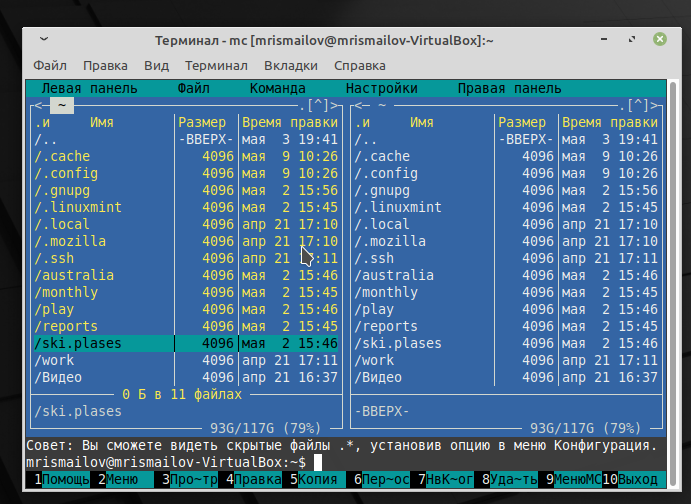 Терминал - mc [mrismailov@mrismailov-VirtualBox]:~
Файл Правка Вид Терминал Вкладки Справка
Левая панель Файл Команда Настройки Правая панель
<─ ~ ─.[^]> <─ ~ ─.[^]>
.и Имя Размер Время правки .и Имя Размер Время правки
/.. -ВВЕРХ- мая 3 19:41 /.. -ВВЕРХ- мая 3 19:41
/.cache 4096 мая 9 10:26 /.cache 4096 мая 9 10:26
/.config 4096 мая 9 10:26 /.config 4096 мая 9 10:26
/.gnupg 4096 мая 2 15:56 /.gnupg 4096 мая 2 15:56
/.linuxmint 4096 мая 2 15:45 /.linuxmint 4096 мая 2 15:45
/.local 4096 апр 21 17:10 /.local 4096 апр 21 17:10
/.mozilla 4096 апр 21 17:10 /.mozilla 4096 апр 21 17:10
/.ssh 4096 апр 21 :11 /.ssh 4096 апр 21 17:11
/australia 4096 мая 2 15:46 /australia 4096 мая 2 15:46
/monthly 4096 мая 2 15:45 /monthly 4096 мая 2 15:45
/play 4096 мая 2 15:46 /play 4096 мая 2 15:46
/reports 4096 мая 2 15:45 /reports 4096 мая 2 15:45
/ski.plases 4096 мая 2 15:46 /ski.plases 4096 мая 2 15:46
/work 4096 апр 21 17:11 /work 4096 апр 21 17:11
/Видео 4096 апр 21 16:37 /Видео 4096 апр 21 16:37
0 Б в 11 файлах
/ski.plases -ВВЕРХ-
93G/117G (79%) 93G/117G (79%)
Совет: Вы сможете видеть скрытые файлы .*, установив опцию в меню Конфигурация.
mrismailov@mrismailov-VirtualBox:~$
1Помощь 2Меню 3Про~тр 4Правка 5Копия 6Пер~ос 7НвК~ог 8Уда~ть 9МенюМС 10Выход